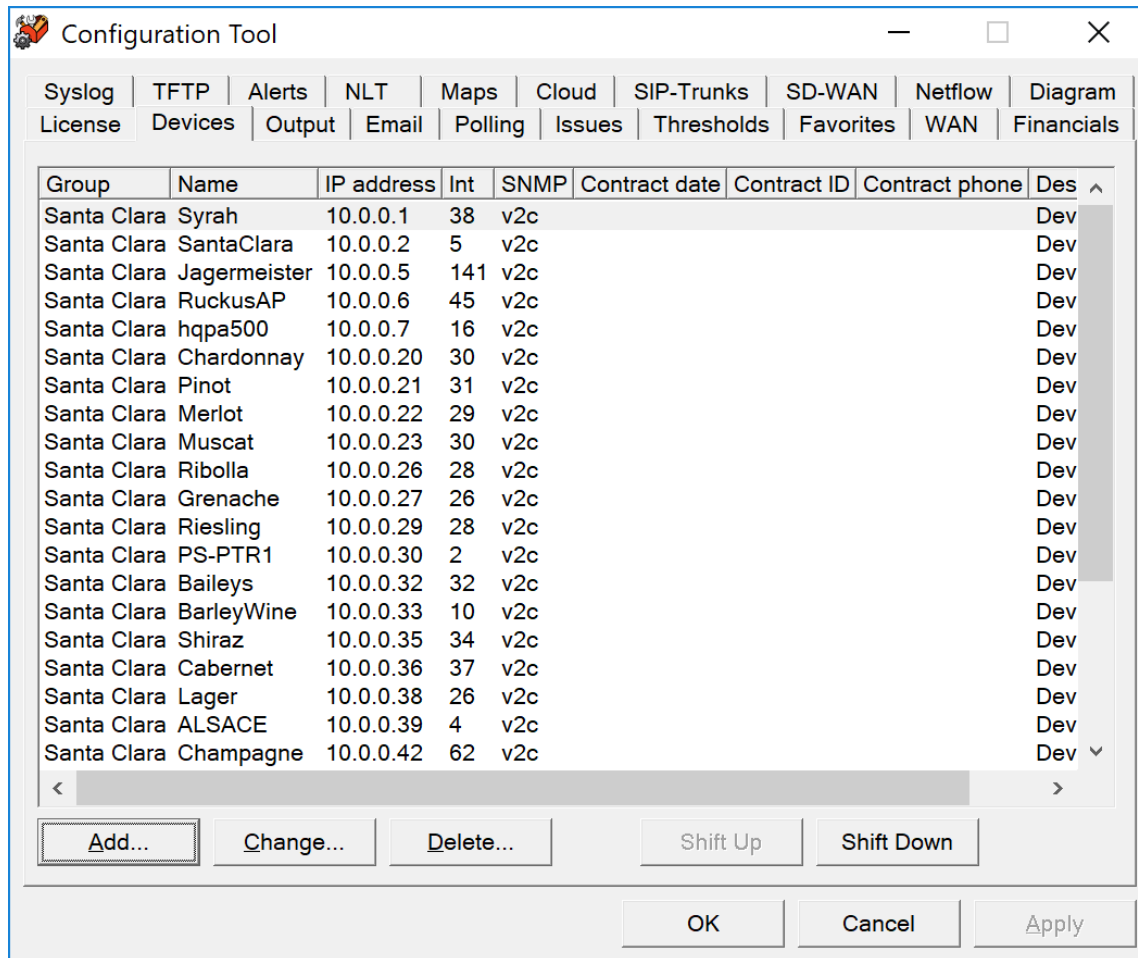 Configuration Tool
Syslog TFTP Alerts NLT Maps Cloud SIP-Trunks SD-WAN Netflow Diagram
License Devices Output Email Polling Issues Thresholds Favorites WAN Financials
Group Name IP address Int SNMP Contract date Contract ID Contract phone Des
Santa Clara Syrah 10.0.0.1 38 v2c Dev
Santa Clara SantaClara 10.0.0.2 5 v2c Dev
Santa Clara Jagermeister 10.0.0.5 141 v2c Dev
Santa Clara RuckusAP 10.0.0.6 45 v2c Dev
Santa Clara hqpa500 10.0.0.7 16 v2c Dev
Santa Clara Chardonnay 10.0.0.20 30 v2c Dev
Santa Clara Pinot 10.0.0.21 31 v2c Dev
Santa Clara Merlot 10.0.0.22 29 v2c Dev
Santa Clara Muscat 10.0.0.23 30 v2c Dev
Santa Clara Ribolla 10.0.0.26 28 v2c Dev
Santa Clara Grenache 10.0.0.27 26 v2c Dev
Santa Clara Riesling 10.0.0.29 28 v2c Dev
Santa Clara PS-PTR1 10.0.0.30 2 v2c Dev
Santa Clara Baileys 10.0.0.32 32 v2c Dev
Santa Clara BarleyWine 10.0.0.33 10 v2c Dev
Santa Clara Shiraz 10.0.0.35 34 v2c Dev
Santa Clara Cabernet 10.0.0.36 37 v2c Dev
Santa Clara Lager 10.0.0.38 26 v2c Dev
Santa Clara ALSACE 10.0.0.39 4 v2c Dev
Santa Clara Champagne 10.0.0.42 62 v2c Dev
Add... Change... Delete... Shift Up Shift Down
OK Cancel Apply